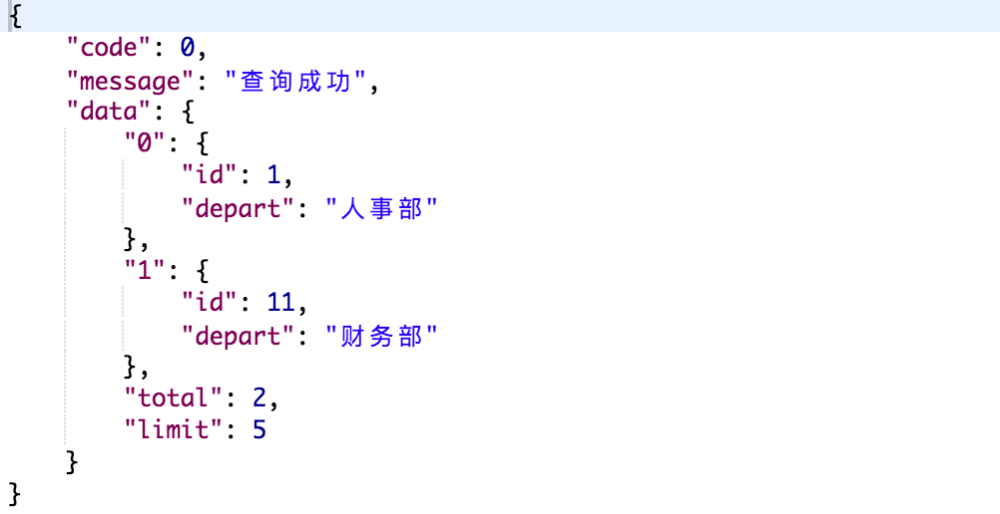 {
    "code": 0,
    "message": "查询成功",
    "data": {
        "0": {
            "id": 1,
            "depart": "人事部"
        },
        "1": {
            "id": 11,
            "depart": "财务部"
        },
        "total": 2,
        "limit": 5
    }
}